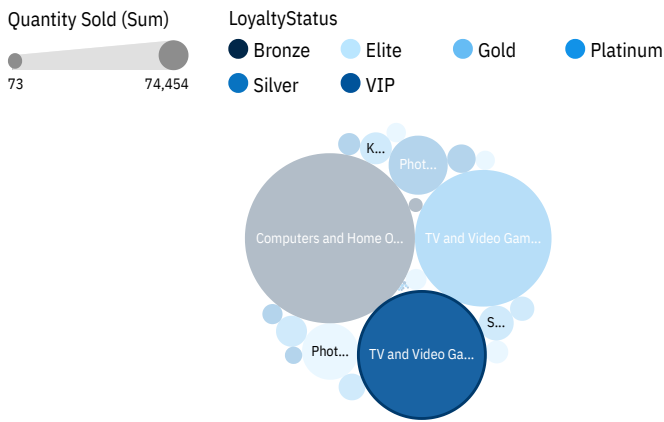 Quantity Sold (Sum)
73 74,454
LoyaltyStatus
Bronze Elite Gold Platinum
Silver VIP
K...
Phot...
Computers and Home O... TV and Video Gam...
S...
Phot... TV and Video Ga...